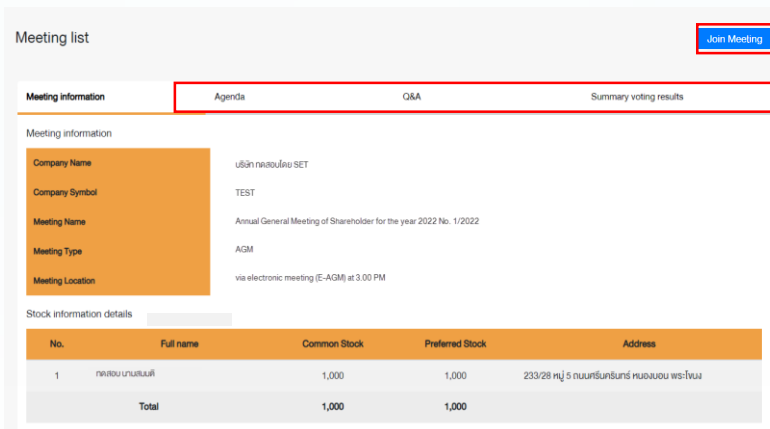 Meeting list
Join Meeting
Meeting information Agenda Q&A Summary voting results
Meeting information
Company Name บริษัท ทดสอบโดย SET
Company Symbol TEST
Meeting Name Annual General Meeting of Shareholder for the year 2022 No. 1/2022
Meeting Type AGM
Meeting Location via electronic meeting (E-AGM) at 3.00 PM
Stock information details
No. Full name Common Stock Preferred Stock Address
1 ทดสอบ นามสมมติ 1,000 1,000 233/28 หมู่ 5 ถนนศรีนครินทร์ หนองบอน พระโขนง
Total 1,000 1,000